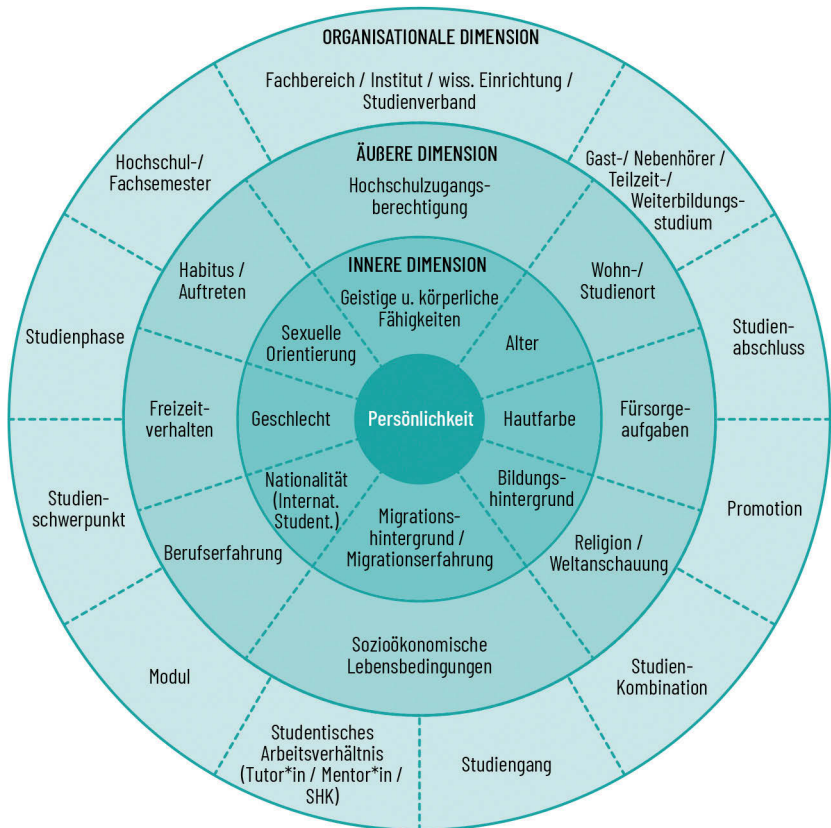 ORGANISATIONALE DIMENSION
Fachbereich / Institut / wiss. Einrichtung /
Studienverband
Gast-/ Nebenhörer /
Teilzeit-/
Weiterbildungs-
studium
Studien-
abschluss
Promotion
Studien-
Kombination
Studiengang
Studentisches
Arbeitsverhältnis
(Tutor*in / Mentor*in /
SHK)
Modul
Studien-
schwerpunkt
Studienphase
Hochschul-/
Fachsemester
ÄUßERE DIMENSION
Hochschulzugangs-
berechtigung
Wohn-/
Studienort
Fürsorge-
aufgaben
Religion /
Weltanschauung
Sozioökonomische
Lebensbedingungen
Berufserfahrung
Freizeit-
verhalten
Habitus /
Auftreten
INNERE DIMENSION
Geistige u. körperliche
Fähigkeiten
Alter
Hautfarbe
Bildungs-
hintergrund
Migrations-
hintergrund /
Migrationserfahrung
Nationalität
(Internat.
Student.)
Geschlecht
Sexuelle
Orientierung
Persönlichkeit